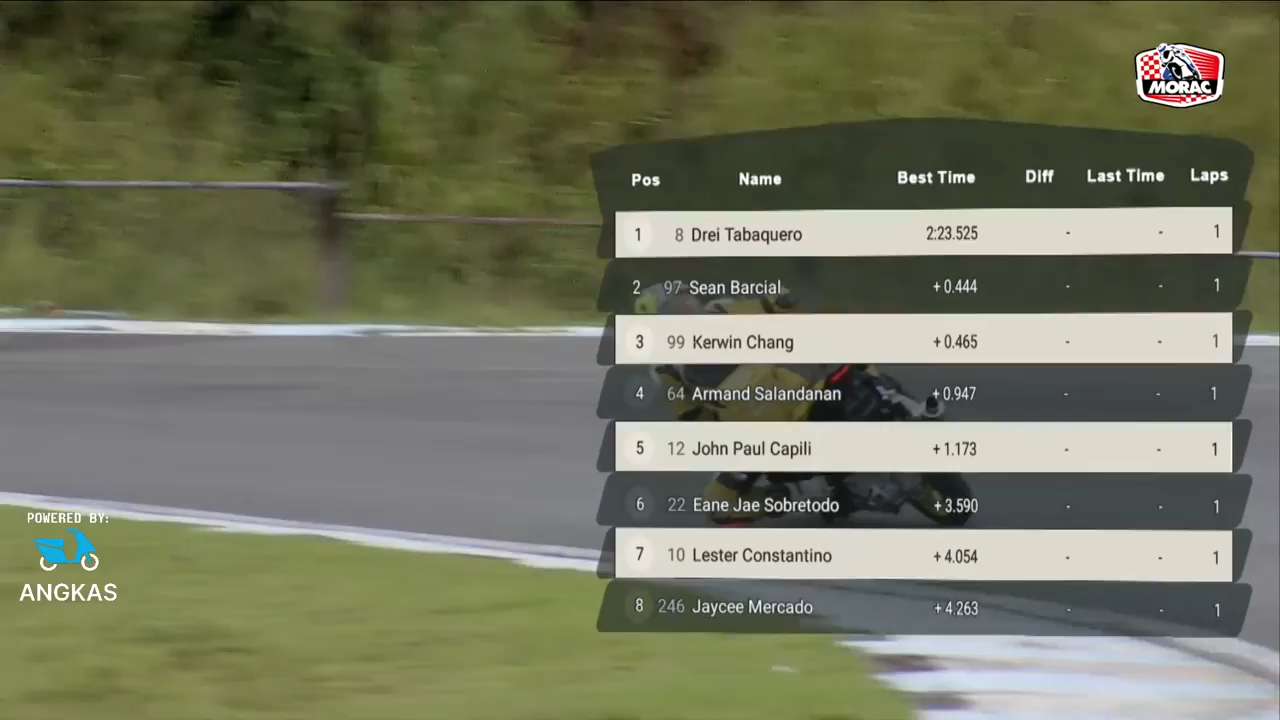 MORAC
Pos Name Best Time Diff Last Time Laps
1 8 Drei Tabaquero 2:23.525 - - 1
2 97 Sean Barcial + 0.444 - - 1
3 99 Kerwin Chang + 0.465 - - 1
4 64 Armand Salandanan + 0.947 - - 1
5 12 John Paul Capili + 1.173 - - 1
6 22 Eane Jae Sobretodo + 3.590 - - 1
7 10 Lester Constantino + 4.054 - - 1
8 246 Jaycee Mercado + 4.263 - - 1
POWERED BY:
ANGKAS